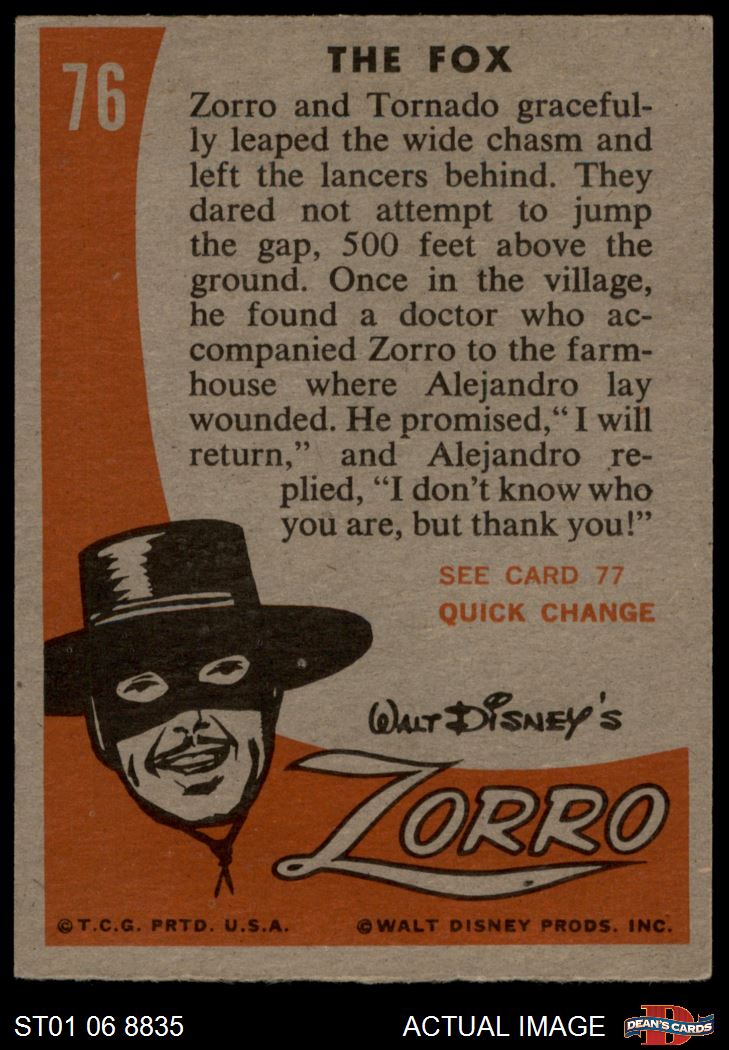 76
THE FOX
Zorro and Tornado graceful-
ly leaped the wide chasm and
left the lancers behind. They
dared not attempt to jump
the gap, 500 feet above the
ground. Once in the village,
he found a doctor who ac-
companied Zorro to the farm-
house where Alejandro lay
wounded. He promised, “I will
return,” and Alejandro re-
plied, “I don’t know who
you are, but thank you!”
SEE CARD 77
QUICK CHANGE
WALT DISNEY'S
ZORRO
©T.C.G. PRTD. U.S.A. ©WALT DISNEY PRODS. INC.
ST01 06 8835 ACTUAL IMAGE D DEAN'S CARDS